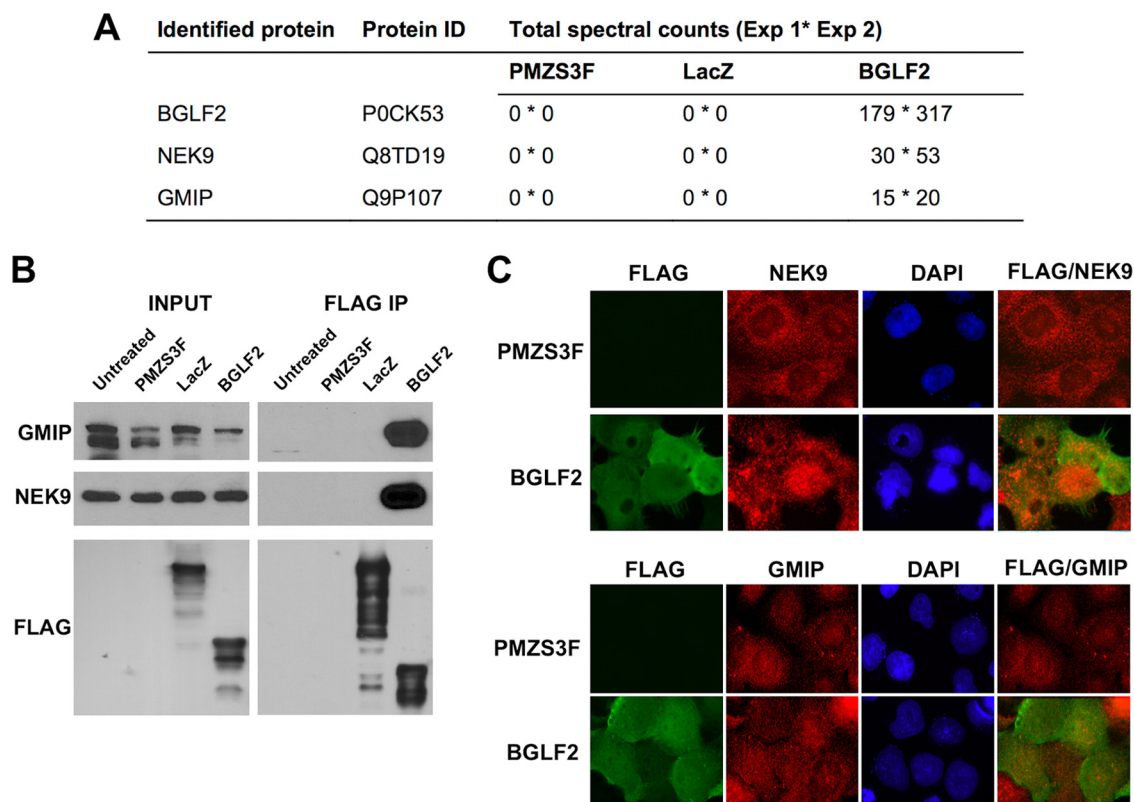 A
Identified protein Protein ID Total spectral counts (Exp 1* Exp 2)
PMZS3F LacZ BGLF2
BGLF2 P0CK53 0 * 0 0 * 0 179 * 317
NEK9 Q8TD19 0 * 0 0 * 0 30 * 53
GMIP Q9P107 0 * 0 0 * 0 15 * 20
B
INPUT FLAG IP
Untreated PMZS3F LacZ BGLF2 Untreated PMZS3F LacZ BGLF2
GMIP
NEK9
FLAG
C
FLAG NEK9 DAPI FLAG/NEK9
PMZS3F
BGLF2
FLAG GMIP DAPI FLAG/GMIP
PMZS3F
BGLF2